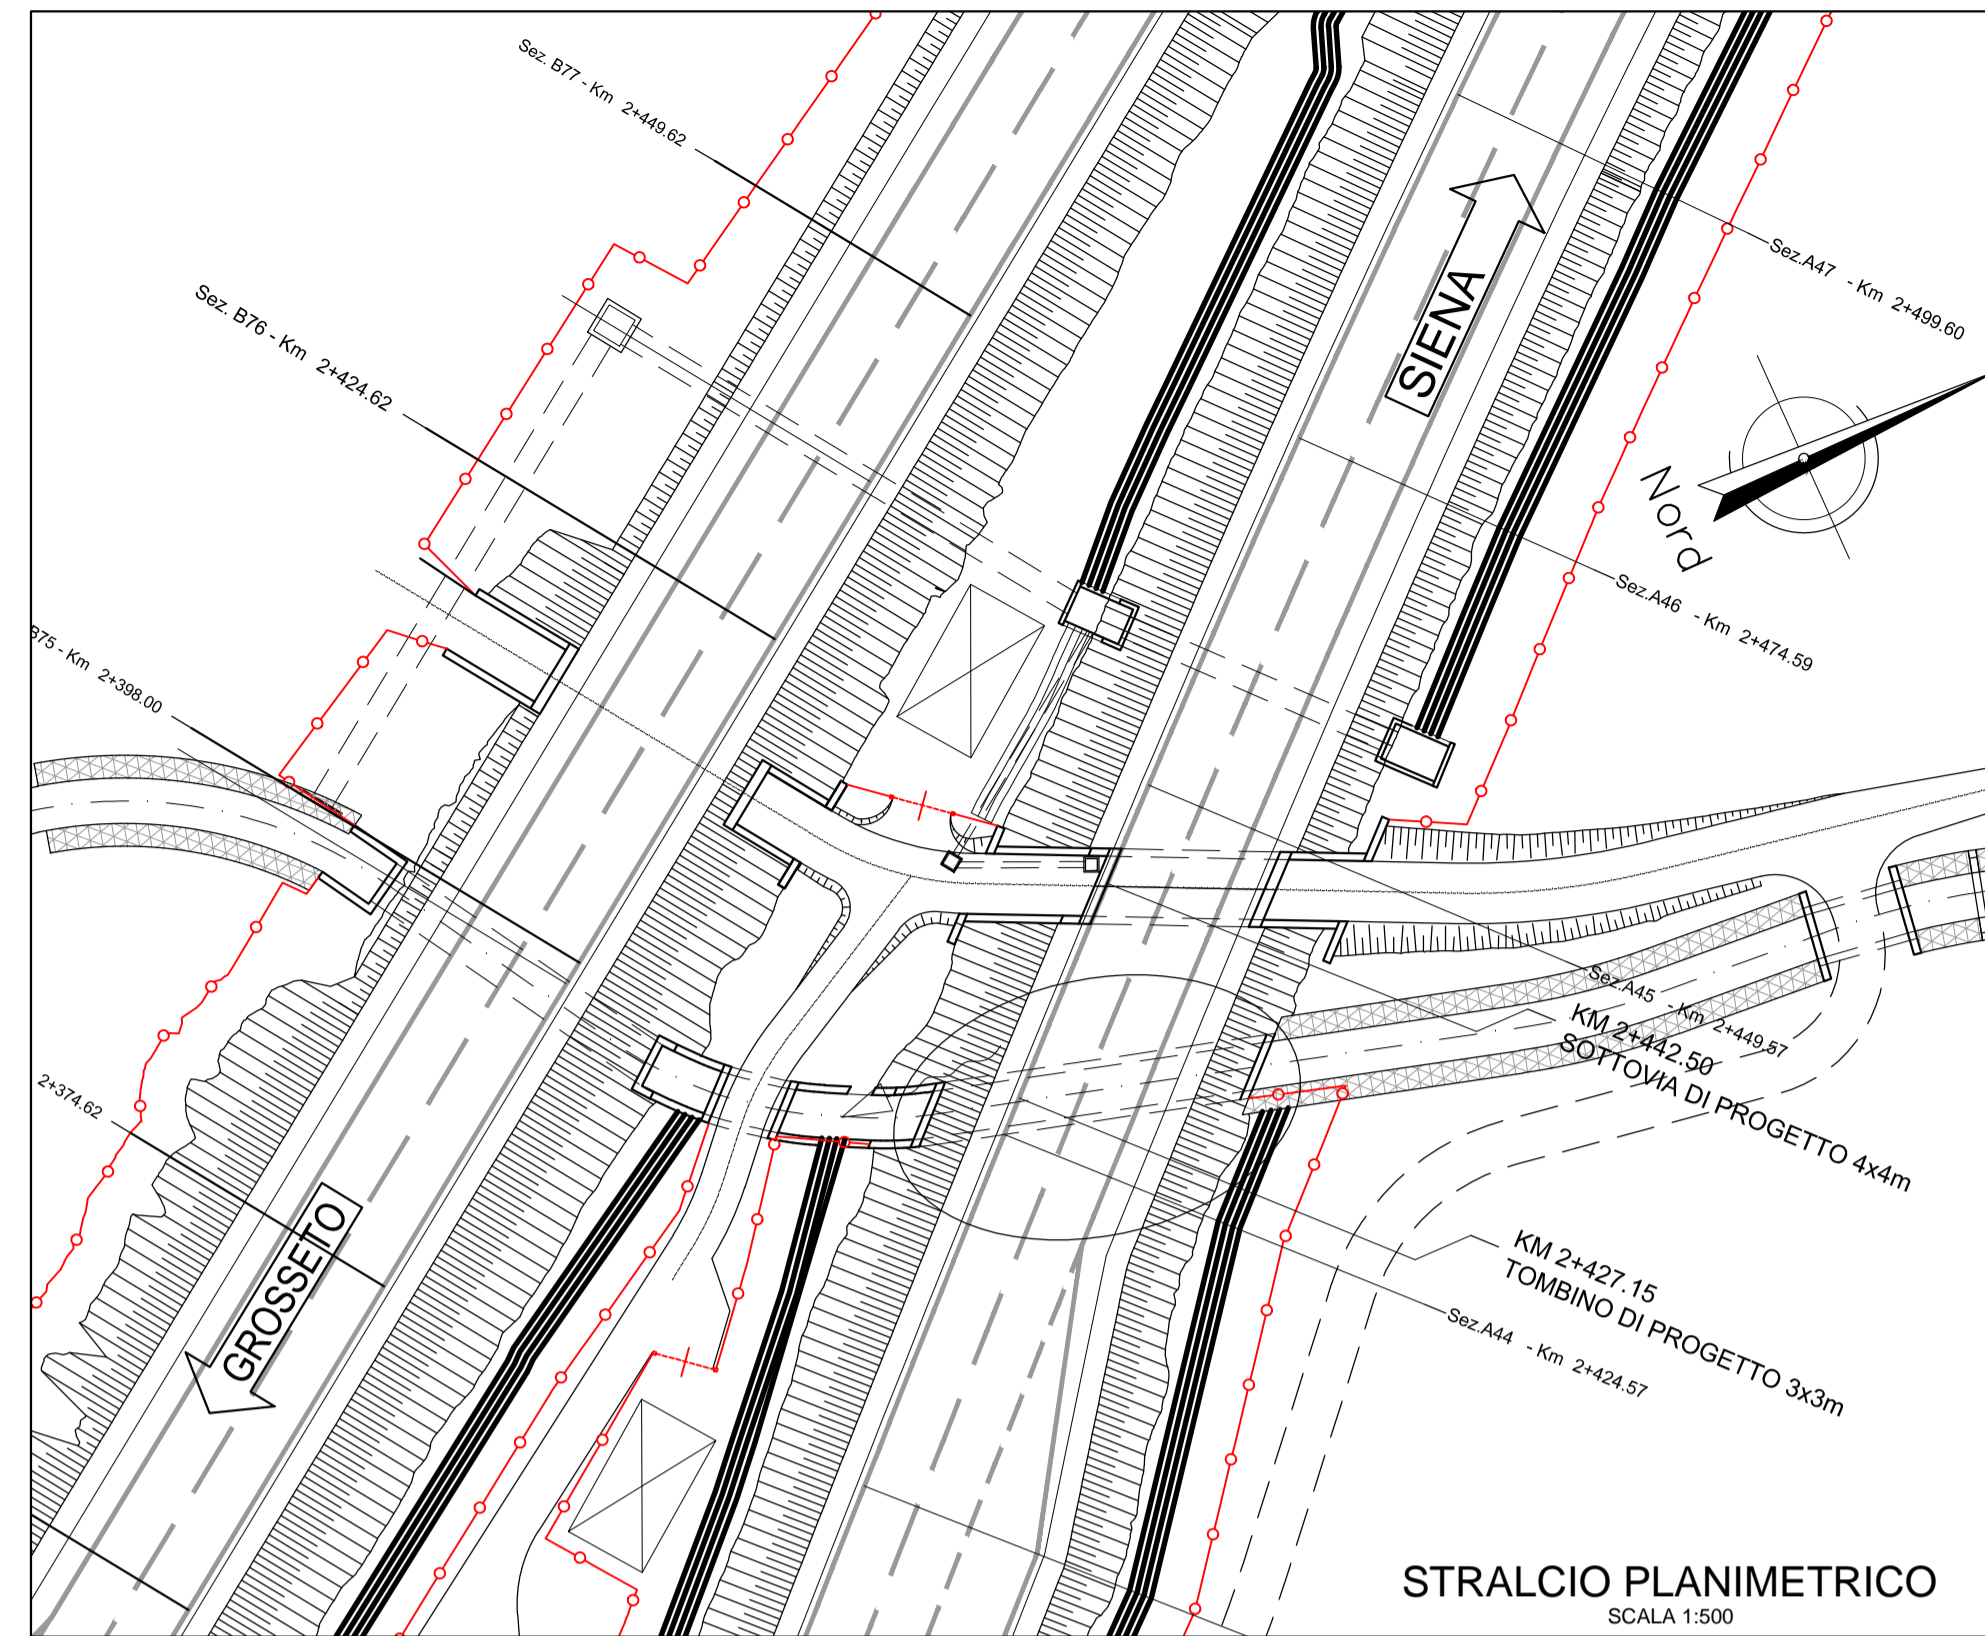 Sez. B77 - Km 2+449.62
Sez. B76 - Km 2+424.62
B75 - Km 2+398.00
2+374.62
GROSSETO
SIENA
Sez.A47 - Km 2+499.60
Nord
Sez.A46 - Km 2+474.59
Sez.A45 - Km 2+449.57
KM 2+442.50
SOTTOVIA DI PROGETTO 4x4m
KM 2+427.15
TOMBINO DI PROGETTO 3x3m
Sez.A44 - Km 2+424.57
STRALCIO PLANIMETRICO
SCALA 1:500